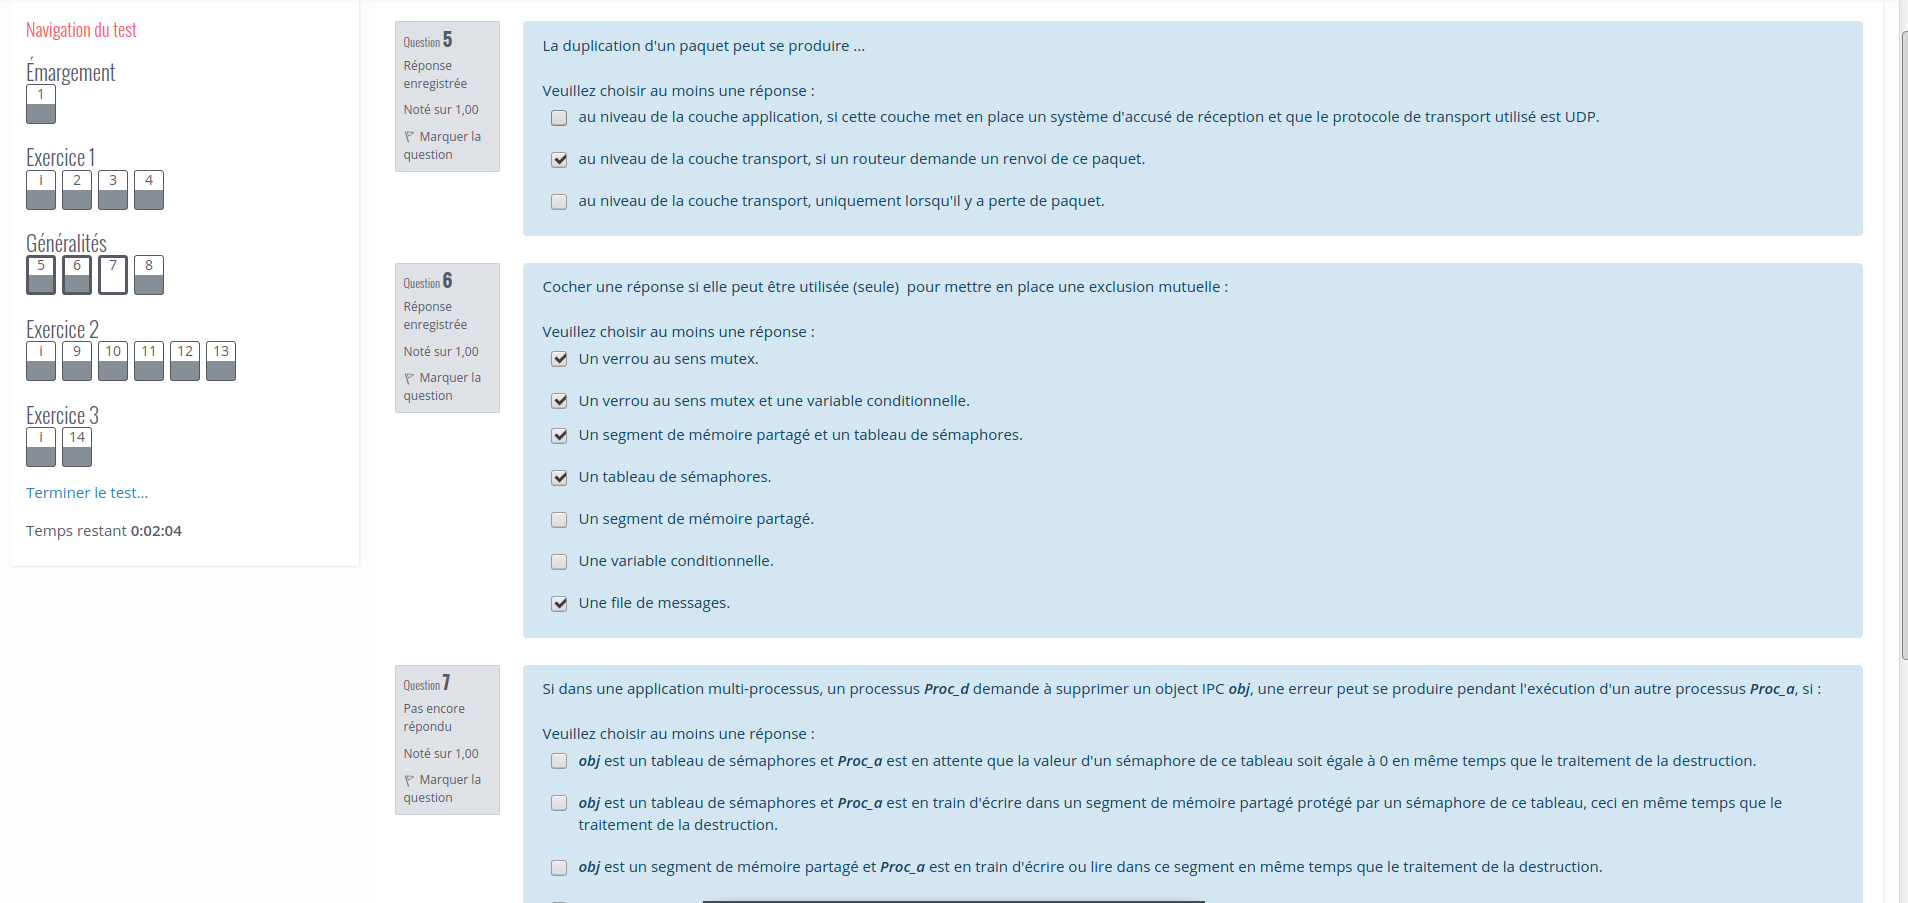 Navigation du test
Émargement
1
Exercice 1
i 2 3 4
Généralités
5 6 7 8
Exercice 2
i 9 10 11 12 13
Exercice 3
i 14
Terminer le test...
Temps restant 0:02:04
Question 5
Réponse
enregistrée
Noté sur 1,00
Marquer la
question
La duplication d'un paquet peut se produire ...
Veuillez choisir au moins une réponse :
au niveau de la couche application, si cette couche met en place un système d'accusé de réception et que le protocole de transport utilisé est UDP.
au niveau de la couche transport, si un routeur demande un renvoi de ce paquet.
au niveau de la couche transport, uniquement lorsqu'il y a perte de paquet.
Question 6
Réponse
enregistrée
Noté sur 1,00
Marquer la
question
Cocher une réponse si elle peut être utilisée (seule) pour mettre en place une exclusion mutuelle :
Veuillez choisir au moins une réponse :
Un verrou au sens mutex.
Un verrou au sens mutex et une variable conditionnelle.
Un segment de mémoire partagé et un tableau de sémaphores.
Un tableau de sémaphores.
Un segment de mémoire partagé.
Une variable conditionnelle.
Une file de messages.
Question 7
Pas encore
répondu
Noté sur 1,00
Marquer la
question
Si dans une application multi-processus, un processus Proc_d demande à supprimer un object IPC obj, une erreur peut se produire pendant l'exécution d'un autre processus Proc_a, si :
Veuillez choisir au moins une réponse :
obj est un tableau de sémaphores et Proc_a est en attente que la valeur d'un sémaphore de ce tableau soit égale à 0 en même temps que le traitement de la destruction.
obj est un tableau de sémaphores et Proc_a est en train d'écrire dans un segment de mémoire partagé protégé par un sémaphore de ce tableau, ceci en même temps que le
traitement de la destruction.
obj est un segment de mémoire partagé et Proc_a est en train d'écrire ou lire dans ce segment en même temps que le traitement de la destruction.